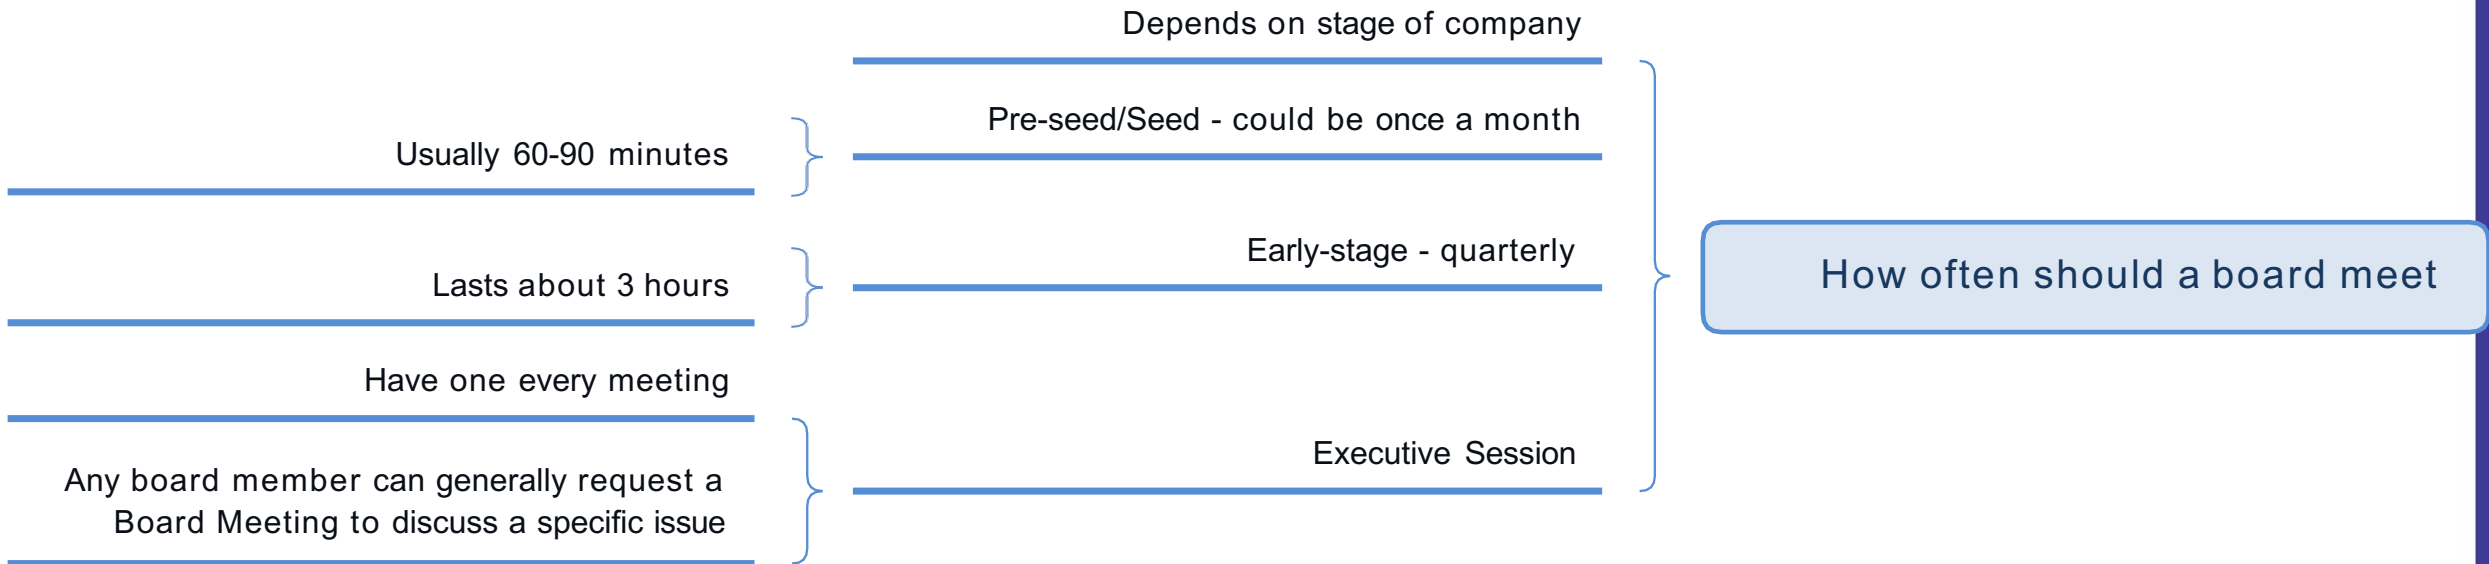 How often should a board meet
Depends on stage of company
Pre-seed/Seed - could be once a month
Usually 60-90 minutes
Early-stage - quarterly
Lasts about 3 hours
Executive Session
Have one every meeting
Any board member can generally request a
Board Meeting to discuss a specific issue